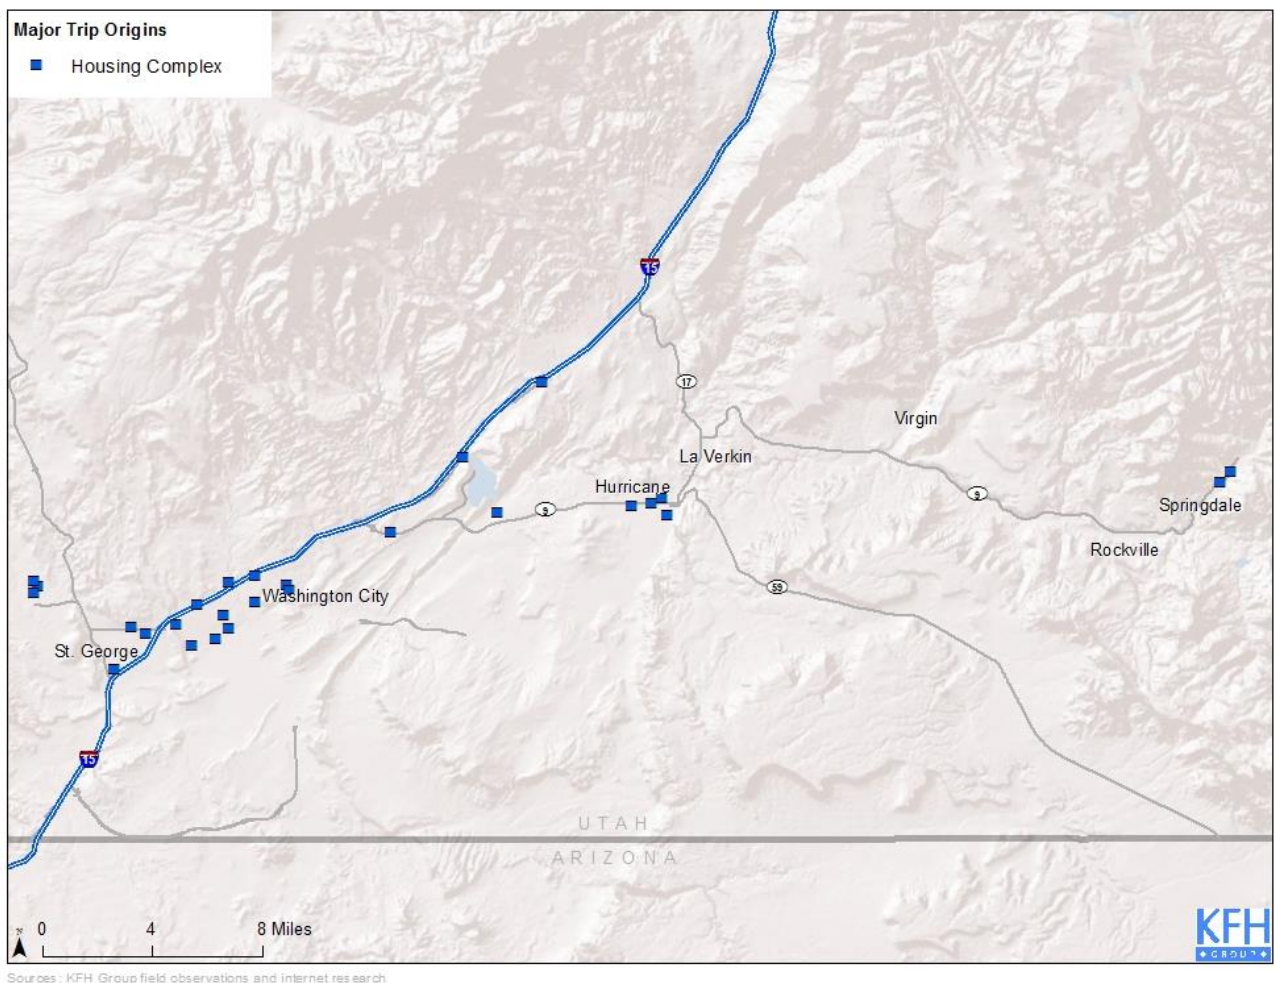 Major Trip Origins
Housing Complex
15
17
Virgin
La Verkin
Hurricane
9
9
Springdale
Rockville
59
Washington City
St. George
15
UTAH
ARIZONA
N
0 4 8 Miles
KFH
GROUP
Sources: KFH Group field observations and internet research